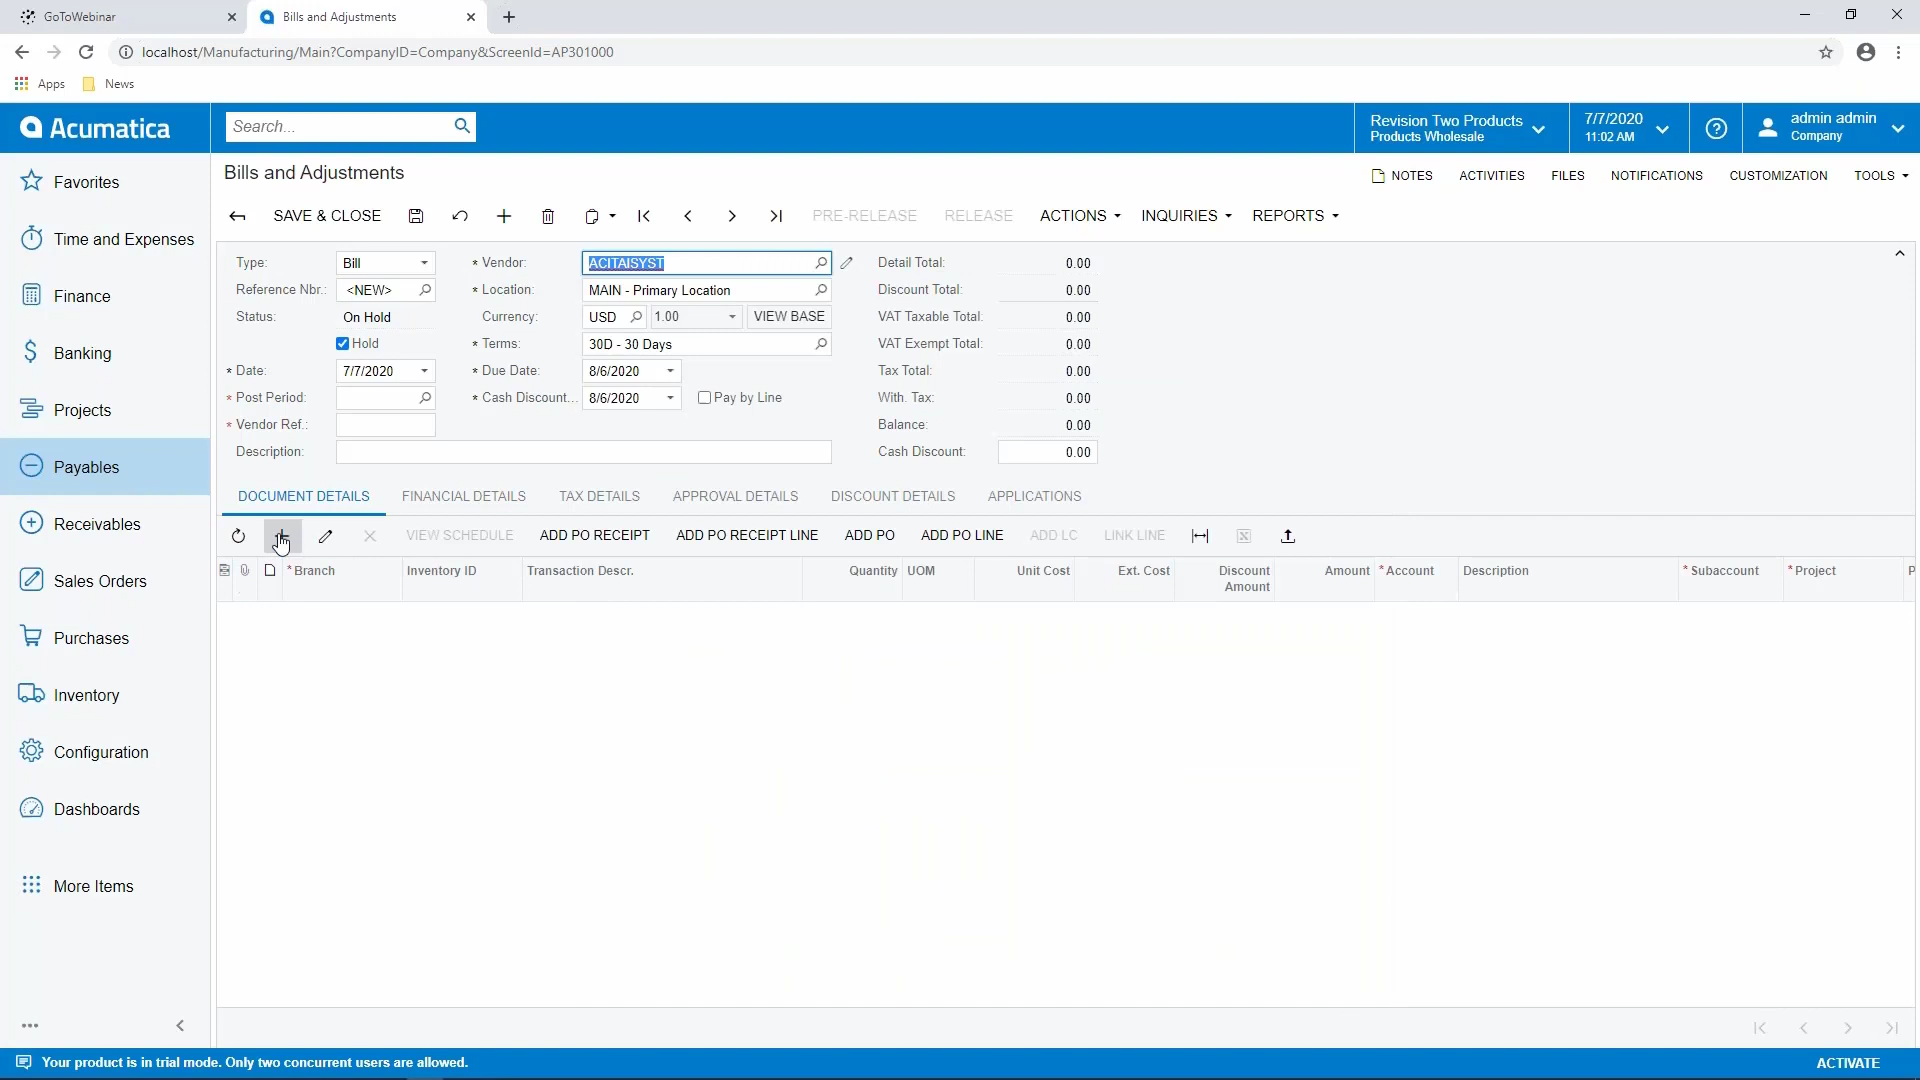 GoToWebinar
Bills and Adjustments
localhost/Manufacturing/Main?CompanyID=Company&ScreenId=AP301000
Apps
News
Acumatica
Search...
Revision Two Products
Products Wholesale
7/7/2020
11:02 AM
admin admin
Company
Favorites
Time and Expenses
Finance
Banking
Projects
Payables
Receivables
Sales Orders
Purchases
Inventory
Configuration
Dashboards
More Items
Bills and Adjustments
NOTES ACTIVITIES FILES NOTIFICATIONS CUSTOMIZATION TOOLS
SAVE & CLOSE PRE-RELEASE RELEASE ACTIONS INQUIRIES REPORTS
Type: Bill * Vendor: ACITAISYST Detail Total: 0.00
Reference Nbr.: <NEW> * Location: MAIN - Primary Location Discount Total: 0.00
Status: On Hold Currency: USD 1.00 VIEW BASE VAT Taxable Total: 0.00
Hold * Terms: 30D - 30 Days VAT Exempt Total: 0.00
* Date: 7/7/2020 * Due Date: 8/6/2020 Tax Total: 0.00
* Post Period: * Cash Discount... 8/6/2020 Pay by Line With. Tax: 0.00
* Vendor Ref.: Balance: 0.00
Description: Cash Discount: 0.00
DOCUMENT DETAILS FINANCIAL DETAILS TAX DETAILS APPROVAL DETAILS DISCOUNT DETAILS APPLICATIONS
VIEW SCHEDULE ADD PO RECEIPT ADD PO RECEIPT LINE ADD PO ADD PO LINE ADD LC LINK LINE
* Branch Inventory ID Transaction Descr. Quantity UOM Unit Cost Ext. Cost Discount Amount Amount * Account Description * Subaccount * Project P
Your product is in trial mode. Only two concurrent users are allowed.
ACTIVATE